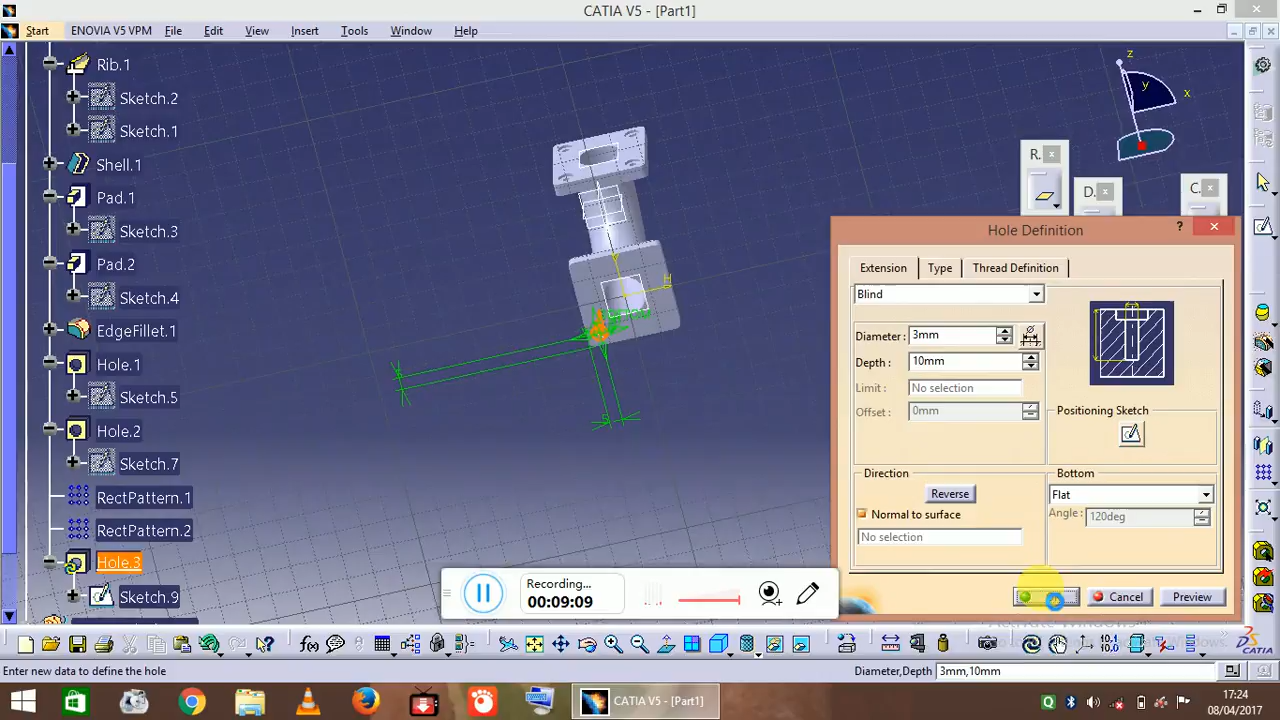 CATIA V5 - [Part1]
Start ENOVIA V5 VPM File Edit View Insert Tools Window Help
Rib.1
Sketch.2
Sketch.1
Shell.1
Pad.1
Sketch.3
Pad.2
Sketch.4
EdgeFillet.1
Hole.1
Sketch.5
Hole.2
Sketch.7
RectPattern.1
RectPattern.2
Hole.3
Sketch.9
z
y
x
H
R.
D.
C.
Hole Definition
?
Extension Type Thread Definition
Blind
Diameter: 3mm
Depth: 10mm
Limit: No selection
Offset: 0mm
Positioning Sketch
Direction
Reverse
Normal to surface
No selection
Bottom
Flat
Angle: 120deg
Cancel Preview
Recording...
00:09:09
CATIA
Enter new data to define the hole
Diameter,Depth 3mm,10mm
CATIA V5 - [Part1]
17:24
08/04/2017